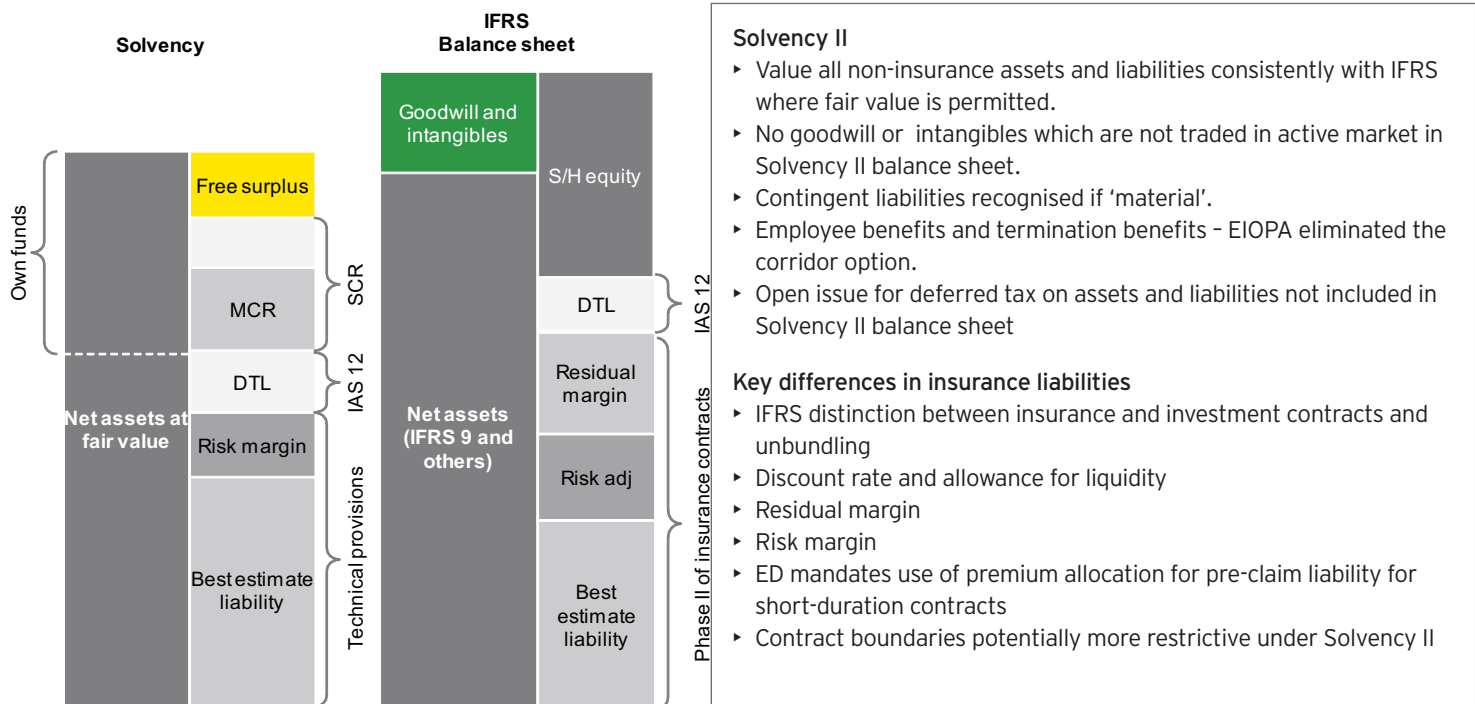 Solvency
IFRS
Balance sheet
Own funds
Net assets at
fair value
Free surplus
MCR
DTL
Risk margin
Best estimate
liability
SCR
IAS 12
Technical provisions
Goodwill and
intangibles
Net assets
(IFRS 9 and
others)
S/H equity
DTL
Residual
margin
Risk adj
Best
estimate
liability
IAS 12
Phase II of insurance contracts
Solvency II
‣ Value all non-insurance assets and liabilities consistently with IFRS
where fair value is permitted.
‣ No goodwill or intangibles which are not traded in active market in
Solvency II balance sheet.
‣ Contingent liabilities recognised if ‘material’.
‣ Employee benefits and termination benefits – EIOPA eliminated the
corridor option.
‣ Open issue for deferred tax on assets and liabilities not included in
Solvency II balance sheet
Key differences in insurance liabilities
‣ IFRS distinction between insurance and investment contracts and
unbundling
‣ Discount rate and allowance for liquidity
‣ Residual margin
‣ Risk margin
‣ ED mandates use of premium allocation for pre-claim liability for
short-duration contracts
‣ Contract boundaries potentially more restrictive under Solvency II